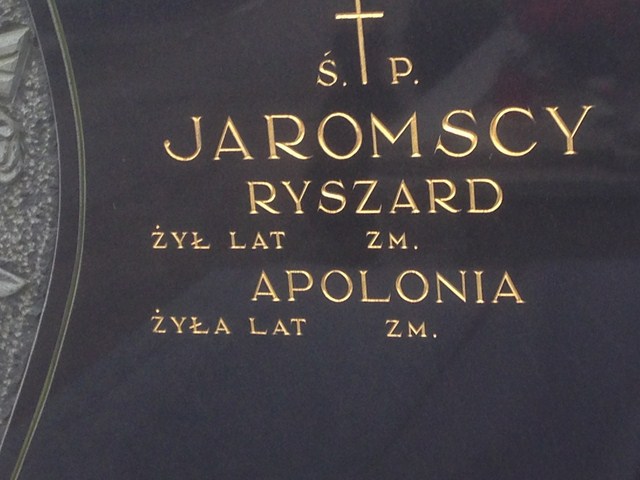 Ś. P.
JAROMSCY
RYSZARD
ŻYŁ LAT ZM.
APOLONIA
ŻYŁA LAT ZM.